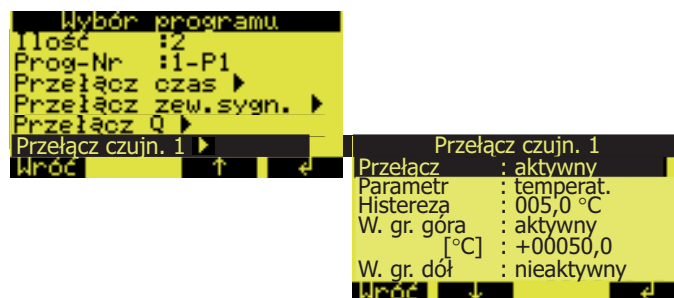 Wybór programu
Ilość :2
Prog-Nr :1-P1
Przełącz czas ▶
Przełącz zew.sygn. ▶
Przełącz Q ▶
Przełącz czujn. 1 ▶
Wróć ↑ ↵
Przełącz czujn. 1
Przełącz : aktywny
Parametr : temperat.
Histereza : 005,0 °C
W. gr. góra : aktywny
[°C] : +00050,0
W. gr. dół : nieaktywny
Wróć ↓ ↵